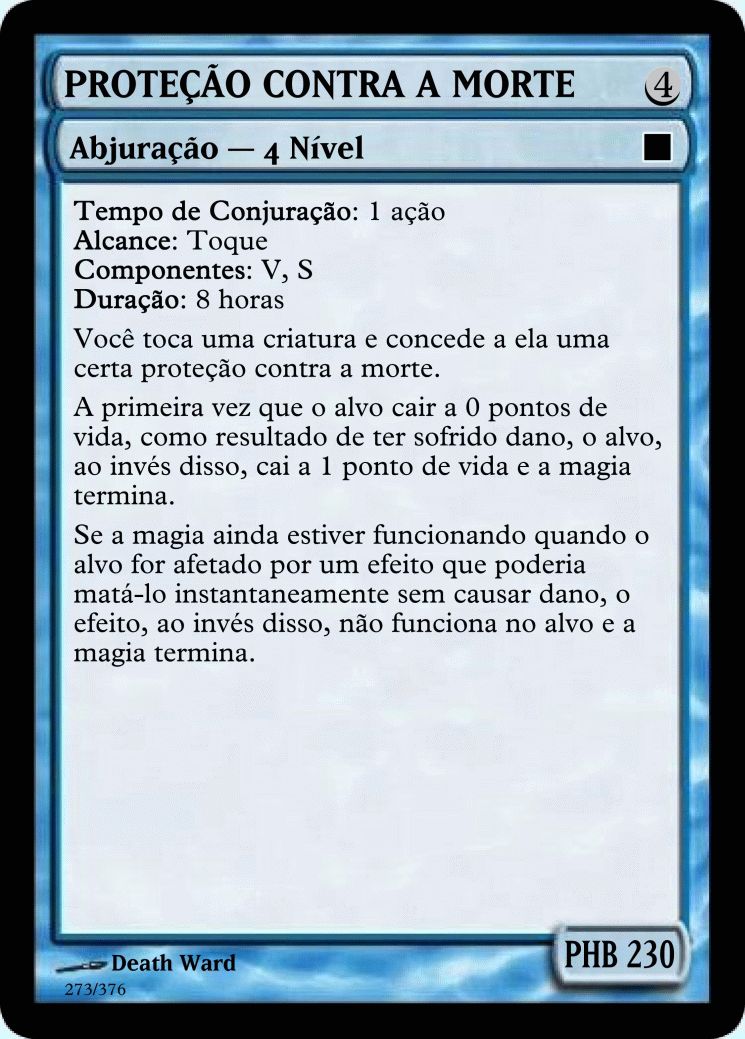 PROTEÇÃO CONTRA A MORTE 4
Abjuração — 4 Nível
Tempo de Conjuração: 1 ação
Alcance: Toque
Componentes: V, S
Duração: 8 horas
Você toca uma criatura e concede a ela uma
certa proteção contra a morte.
A primeira vez que o alvo cair a 0 pontos de
vida, como resultado de ter sofrido dano, o alvo,
ao invés disso, cai a 1 ponto de vida e a magia
termina.
Se a magia ainda estiver funcionando quando o
alvo for afetado por um efeito que poderia
matá-lo instantaneamente sem causar dano, o
efeito, ao invés disso, não funciona no alvo e a
magia termina.
PHB 230
Death Ward
273/376